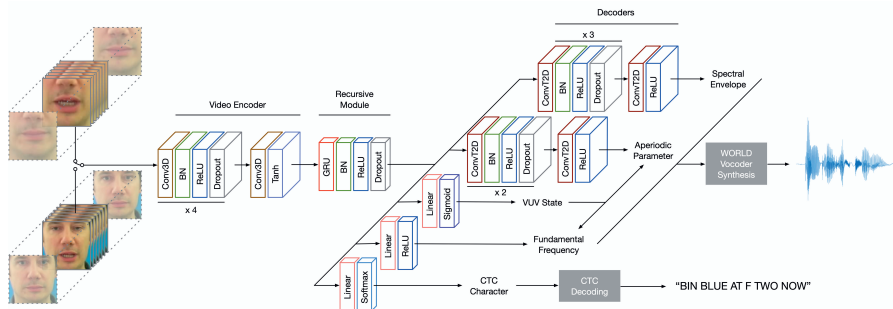 Decoders
x 3
ConvT2D
BN
ReLU
Dropout
ConvT2D
ReLU
Spectral
Envelope
Video Encoder
Recursive
Module
Conv3D
BN
ReLU
Dropout
x 4
Conv3D
Tanh
GRU
BN
ReLU
Dropout
ConvT2D
BN
ReLU
Dropout
x 2
ConvT2D
ReLU
Aperiodic
Parameter
WORLD
Vocoder
Synthesis
Linear
Sigmoid
VUV State
Linear
ReLU
Fundamental
Frequency
Linear
Softmax
CTC
Character
CTC
Decoding
“BIN BLUE AT F TWO NOW”